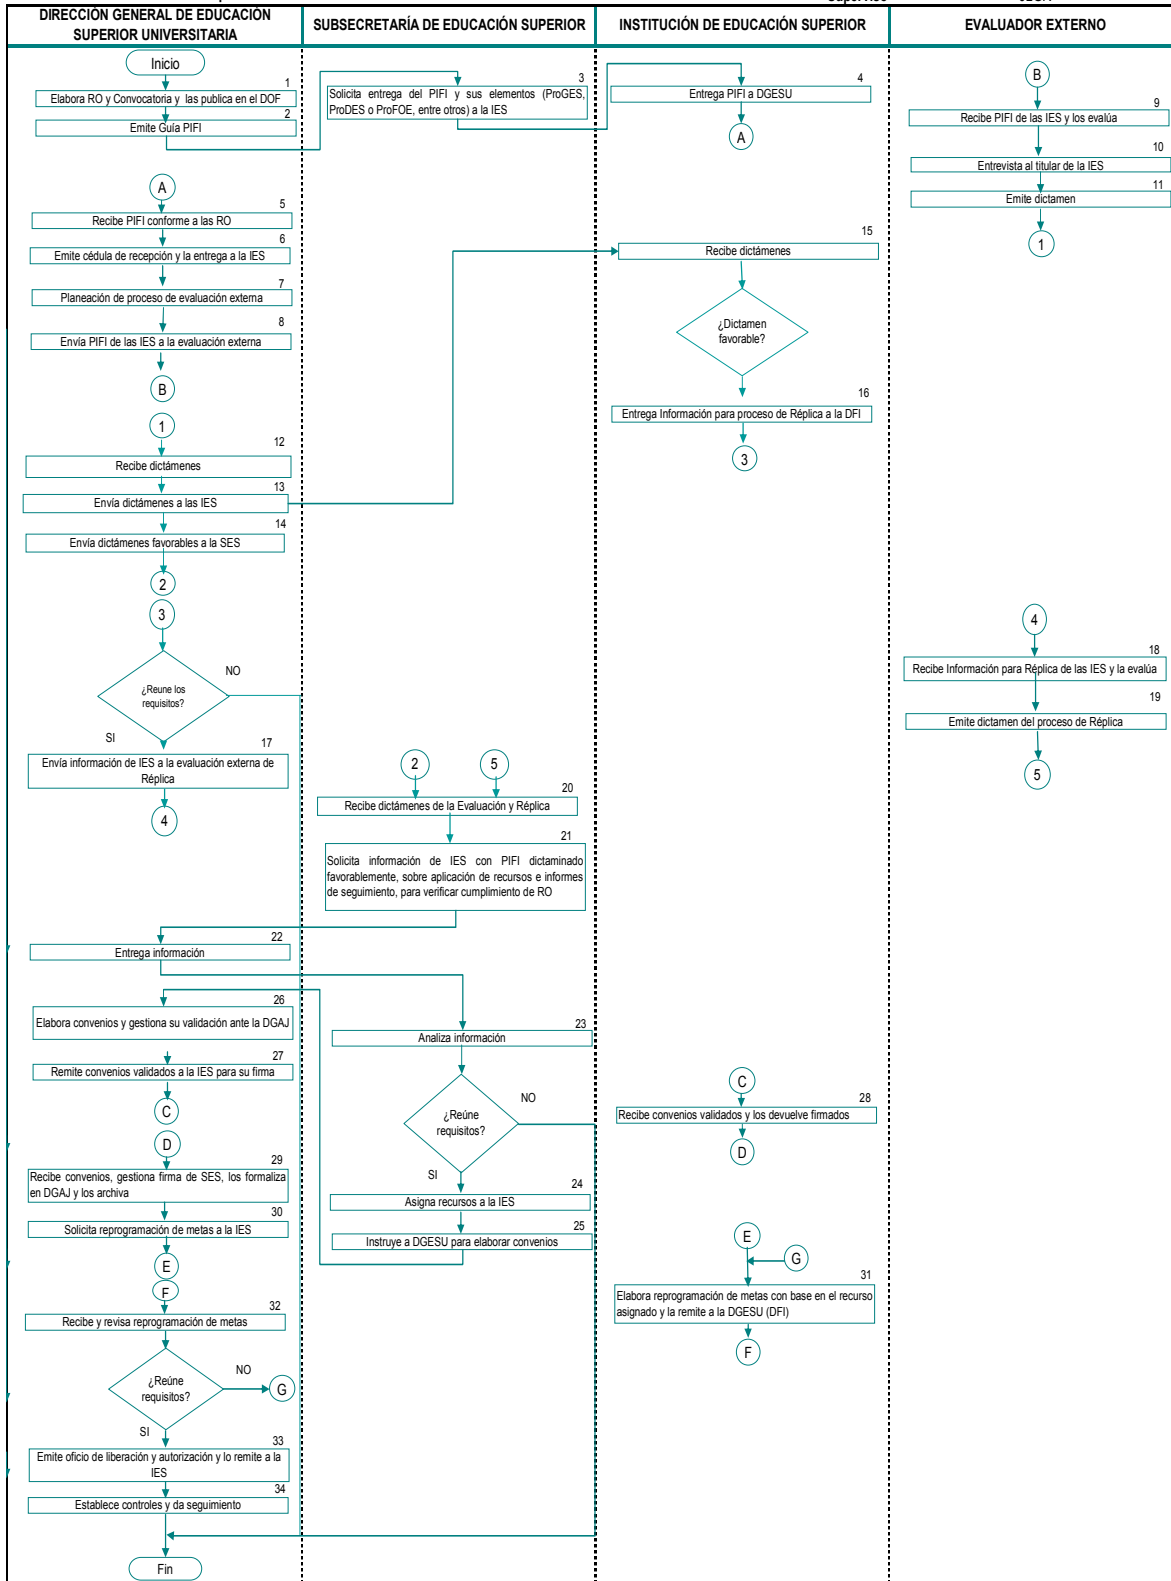 DIRECCIÓN GENERAL DE EDUCACIÓN
SUPERIOR UNIVERSITARIA
SUBSECRETARÍA DE EDUCACIÓN SUPERIOR
INSTITUCIÓN DE EDUCACIÓN SUPERIOR
EVALUADOR EXTERNO
Inicio
1
Elabora RO y Convocatoria y las publica en el DOF
2
Emite Guía PIFI
3
Solicita entrega del PIFI y sus elementos (ProGES,
ProDES o ProFOE, entre otros) a la IES
4
Entrega PIFI a DGESU
A
B
9
Recibe PIFI de las IES y los evalúa
10
Entrevista al titular de la IES
11
Emite dictamen
1
A
5
Recibe PIFI conforme a las RO
6
Emite cédula de recepción y la entrega a la IES
7
Planeación de proceso de evaluación externa
8
Envía PIFI de las IES a la evaluación externa
B
15
Recibe dictámenes
¿Dictamen
favorable?
16
Entrega Información para proceso de Réplica a la DFI
3
1
12
Recibe dictámenes
13
Envía dictámenes a las IES
14
Envía dictámenes favorables a la SES
2
3
¿Reune los
requisitos?
NO
SI
17
Envía información de IES a la evaluación externa de
Réplica
4
4
18
Recibe Información para Réplica de las IES y la evalúa
19
Emite dictamen del proceso de Réplica
5
2
5
20
Recibe dictámenes de la Evaluación y Réplica
21
Solicita información de IES con PIFI dictaminado
favorablemente, sobre aplicación de recursos e informes
de seguimiento, para verificar cumplimiento de RO
22
Entrega información
23
Analiza información
¿Reúne
requisitos?
NO
SI
24
Asigna recursos a la IES
25
Instruye a DGESU para elaborar convenios
26
Elabora convenios y gestiona su validación ante la DGAJ
27
Remite convenios validados a la IES para su firma
C
C
28
Recibe convenios validados y los devuelve firmados
D
D
29
Recibe convenios, gestiona firma de SES, los formaliza
en DGAJ y los archiva
30
Solicita reprogramación de metas a la IES
E
E
G
31
Elabora reprogramación de metas con base en el recurso
asignado y la remite a la DGESU (DFI)
F
F
32
Recibe y revisa reprogramación de metas
¿Reúne
requisitos?
NO
G
SI
33
Emite oficio de liberación y autorización y lo remite a la
IES
34
Establece controles y da seguimiento
Fin